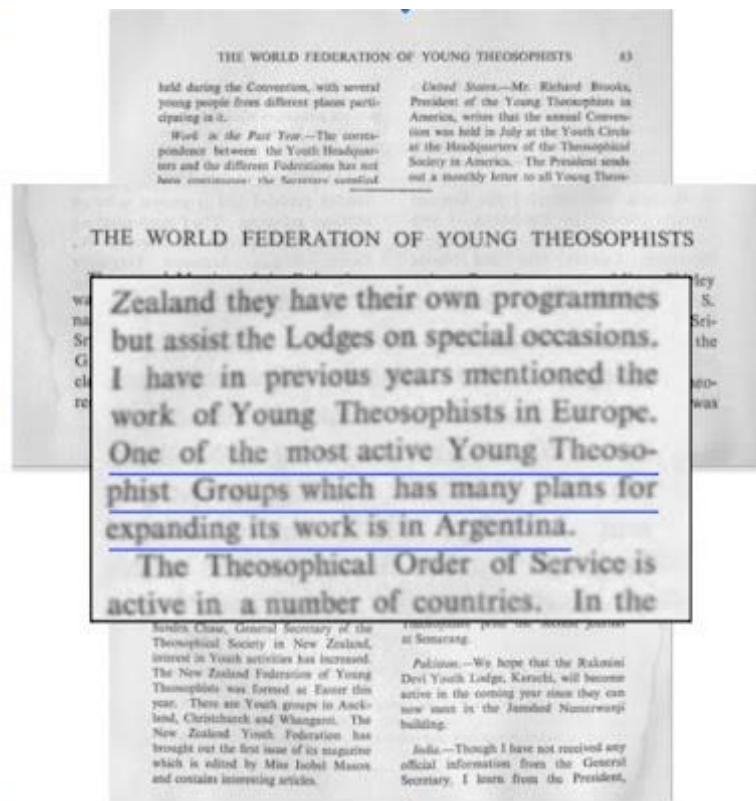 THE WORLD FEDERATION OF YOUNG THEOSOPHISTS 63
held during the Convention, with several
young people from different places parti-
cipating in it.
Work in the Past Year.—The corres-
pondence between the Youth Headquar-
ters and the different Federations has not
been continuous; the Secretary supplied
United States.—Mr. Richard Brooks,
President of the Young Theosophists in
America, writes that the annual Conven-
tion was held in July at the Youth Circle
at the Headquarters of the Theosophical
Society in America. The President sends
out a monthly letter to all Young Theos-
THE WORLD FEDERATION OF YOUNG THEOSOPHISTS
Zealand they have their own programmes
but assist the Lodges on special occasions.
I have in previous years mentioned the
work of Young Theosophists in Europe.
One of the most active Young Theoso-
phist Groups which has many plans for
expanding its work is in Argentina.
The Theosophical Order of Service is
active in a number of countries. In the
Sandra Chase, General Secretary of the
Theosophical Society in New Zealand,
interest in Youth activities has increased.
The New Zealand Federation of Young
Theosophists was formed at Easter this
year. There are Youth groups in Auck-
land, Christchurch and Whangarei. The
New Zealand Youth Federation has
brought out the first issue of its magazine
which is edited by Miss Isobel Mason
and contains interesting articles.
at Semarang.
Pakistan.—We hope that the Rukmini
Devi Youth Lodge, Karachi, will become
active in the coming year since they can
now meet in the Jamshed Nusserwanji
building.
India.—Though I have not received any
official information from the General
Secretary, I learn from the President,